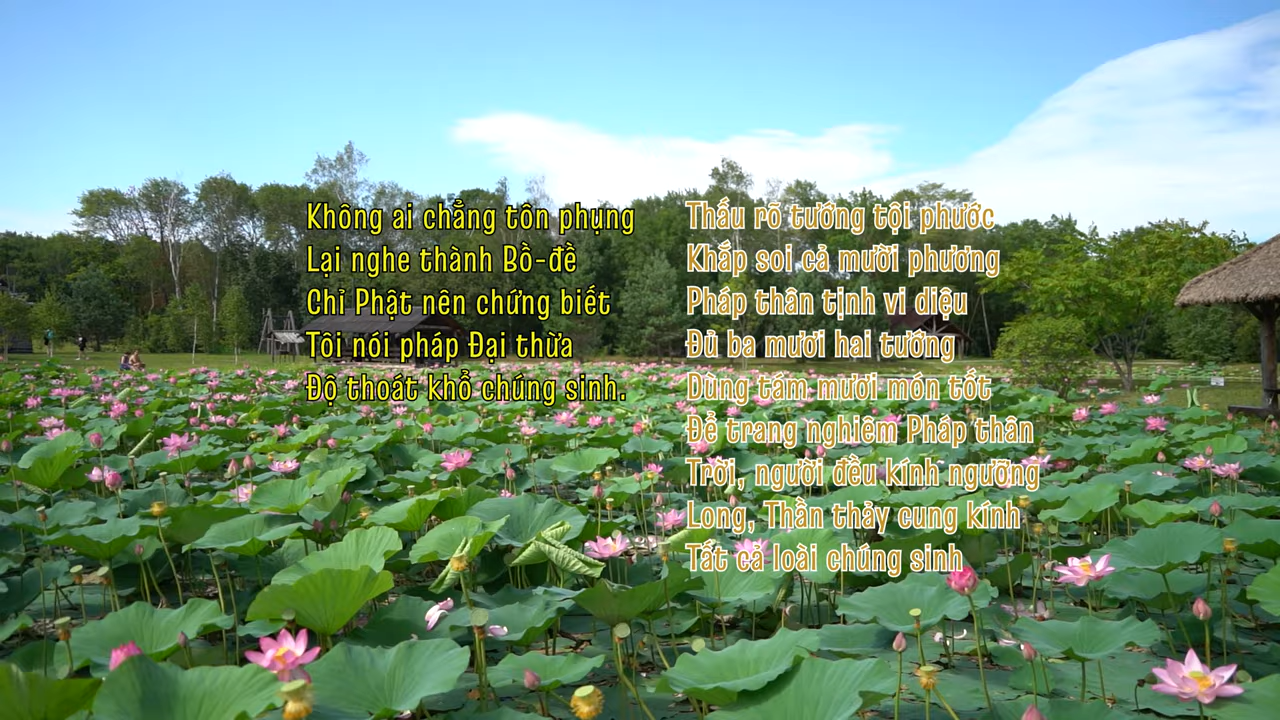 Không ai chẳng tôn phụng
Lại nghe thành Bồ-đề
Chỉ Phật nên chứng biết
Tôi nói pháp Đại thừa
Độ thoát khổ chúng sinh.
Thấu rõ tướng tội phước
Khắp soi cả mười phương
Pháp thân tịnh vi diệu
Đủ ba mươi hai tướng
Dùng tám mươi món tốt
Để trang nghiêm Pháp thân
Trời, người đều kính ngưỡng
Long, Thần thảy cung kính
Tất cả loài chúng sinh